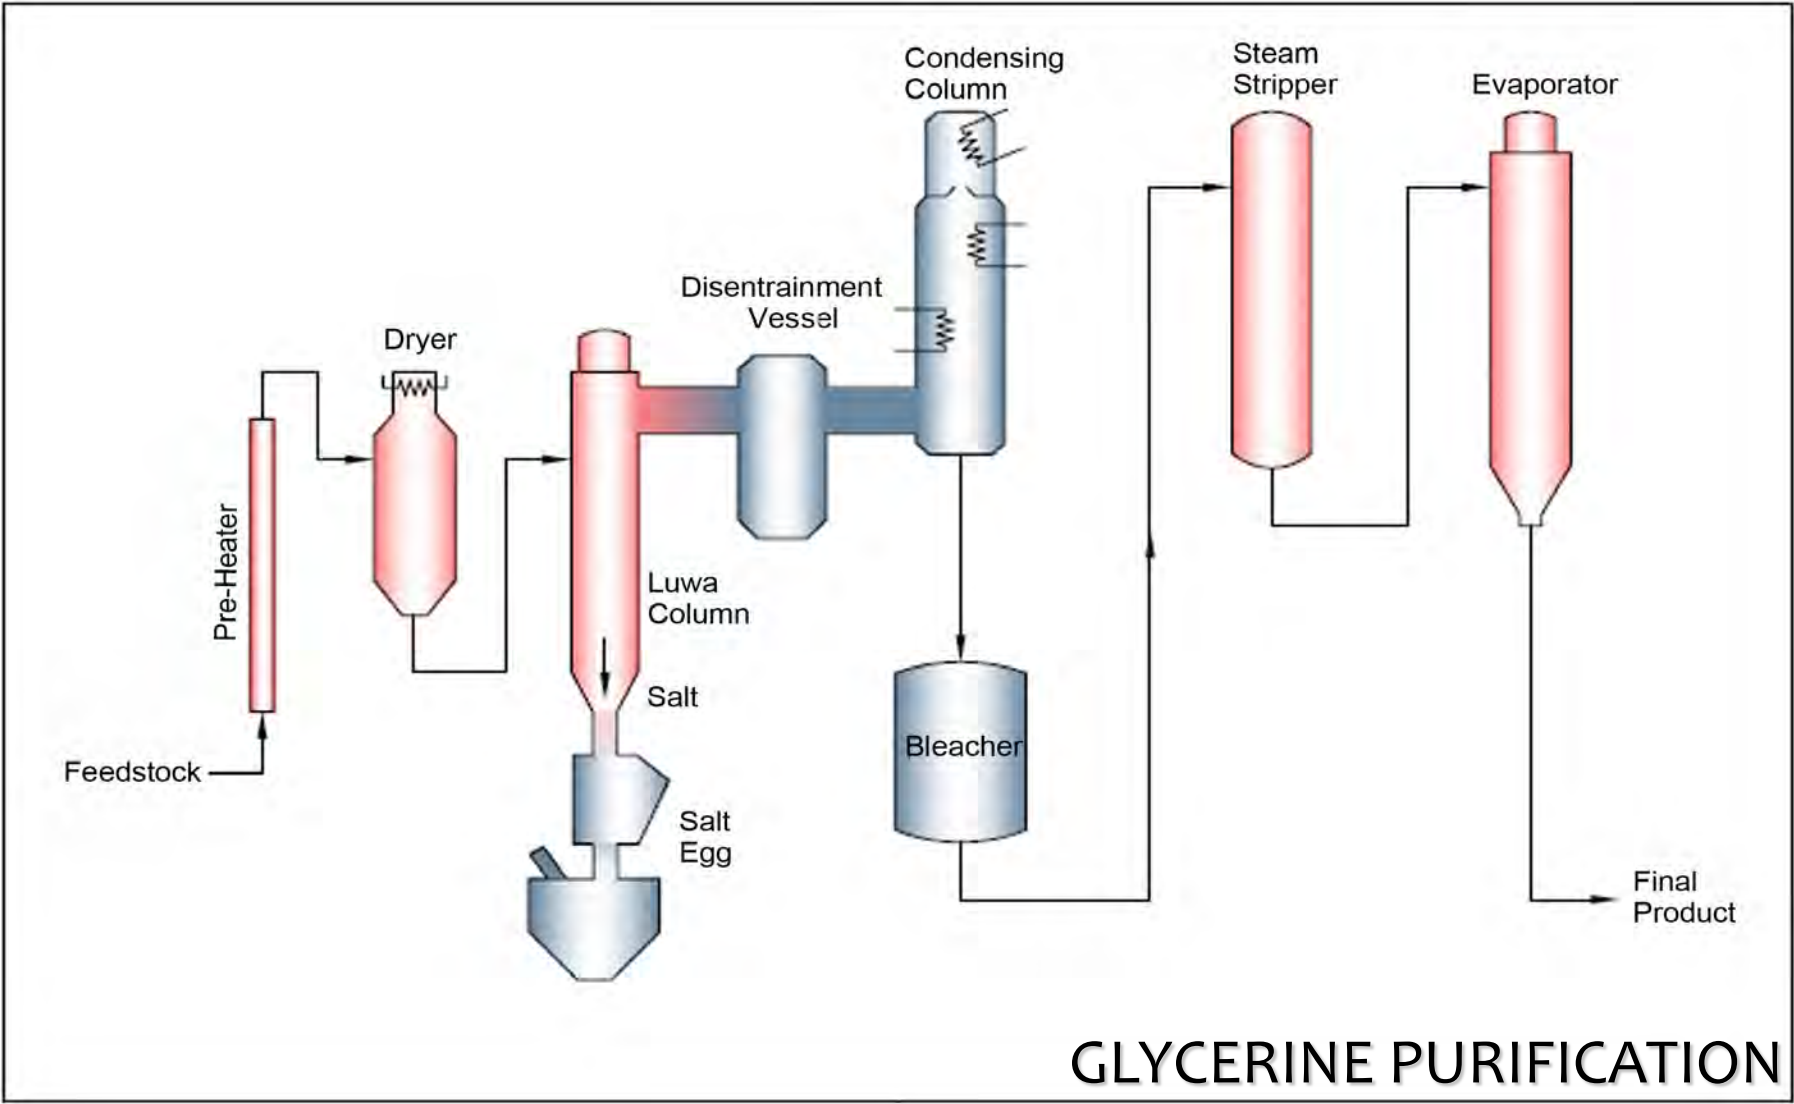 Condensing
Column
Steam
Stripper
Evaporator
Disentrainment
Vessel
Dryer
Pre-Heater
Luwa
Column
Salt
Feedstock
Bleacher
Salt
Egg
Final
Product
GLYCERINE PURIFICATION